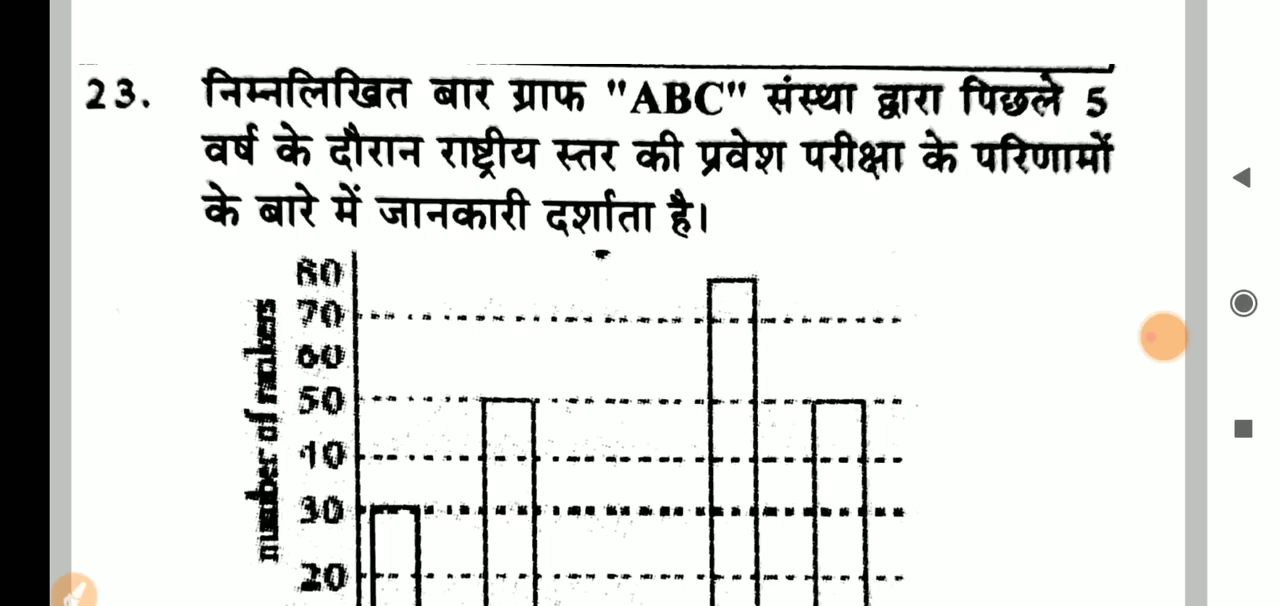 23. निम्नलिखित बार ग्राफ "ABC" संस्था द्वारा पिछले 5
वर्ष के दौरान राष्ट्रीय स्तर की प्रवेश परीक्षा के परिणामों
के बारे में जानकारी दर्शाता है।
80
70
60
50
40
30
20
number of rankers